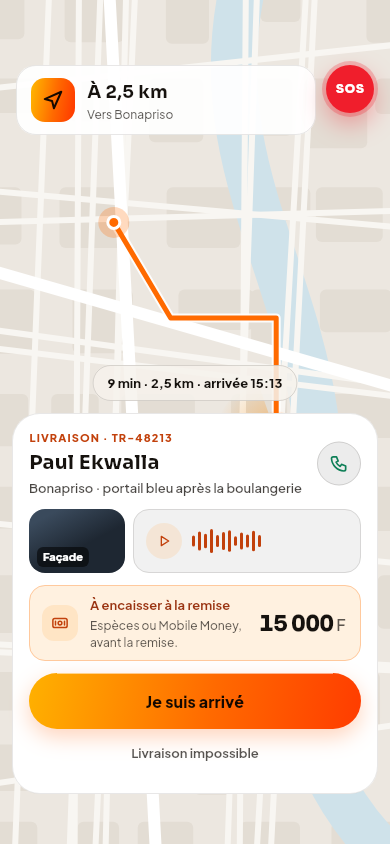 À 2,5 km
Vers Bonapriso
SOS
9 min · 2,5 km · arrivée 15:13
LIVRAISON · TR-48213
Paul Ekwalla
Bonapriso · portail bleu après la boulangerie
Façade
À encaisser à la remise
Espèces ou Mobile Money,
avant la remise.
15 000 F
Je suis arrivé
Livraison impossible